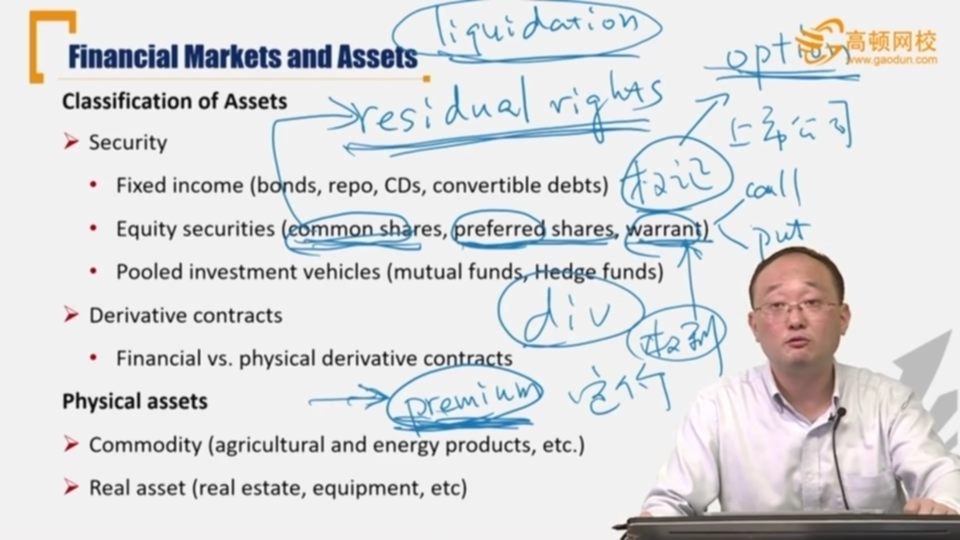 liquidation
Financial Markets and Assets
option
高顿网校
www.gaodun.com
Classification of Assets
residual rights
上市公司
Security
Fixed income (bonds, repo, CDs, convertible debts)
权证
call
Equity securities (common shares, preferred shares, warrant)
put
Pooled investment vehicles (mutual funds, Hedge funds)
div
Derivative contracts
权利
Financial vs. physical derivative contracts
Physical assets
premium
定价
Commodity (agricultural and energy products, etc.)
Real asset (real estate, equipment, etc)